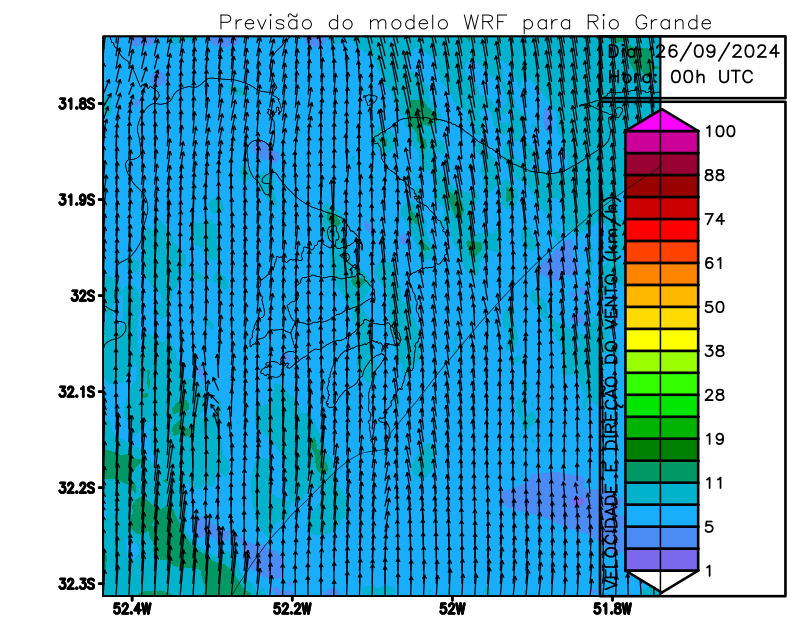 Previsão do modelo WRF para Rio Grande
Dia: 26/09/2024
Hora: 00h UTC
31.8S
31.9S
32S
32.1S
32.2S
32.3S
52.4W
52.2W
52W
51.8W
VELOCIDADE E DIREÇÃO DO VENTO (km/h)
100
88
74
61
50
38
28
19
11
5
1